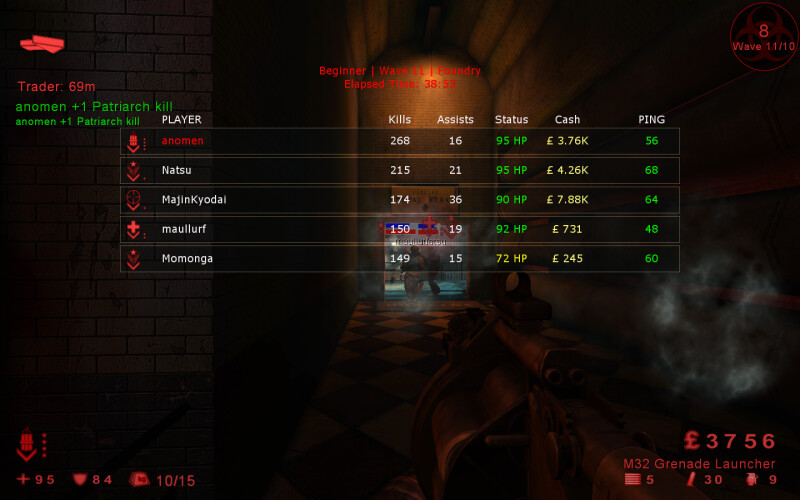 8
Wave 11/10
Beginner | Wave 11 | Foundry
Elapsed Time: 38:53
Trader: 69m
anomen +1 Patriarch kill
anomen +1 Patriarch kill
PLAYER Kills Assists Status Cash PING
anomen 268 16 95 HP £ 3.76K 56
Natsu 215 21 95 HP £ 4.26K 68
MajinKyodai 174 36 90 HP £ 7.88K 64
maullurf 150 19 92 HP £ 731 48
Momonga 149 15 72 HP £ 245 60
£3756
M32 Grenade Launcher
95 84 10/15 5 30 9